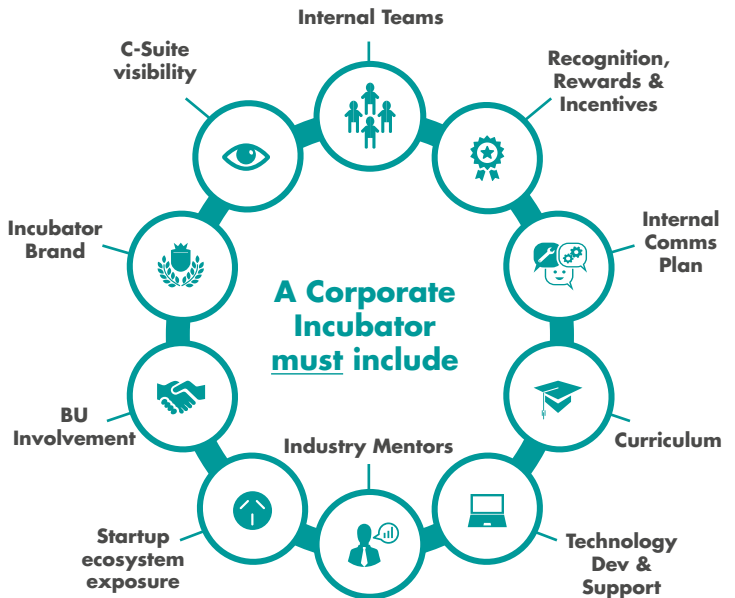 Internal Teams
C-Suite
visibility
Recognition,
Rewards &
Incentives
Incubator
Brand
Internal
Comms
Plan
A Corporate
Incubator
must include
BU
Involvement
Industry Mentors
Curriculum
Startup
ecosystem
exposure
Technology
Dev &
Support